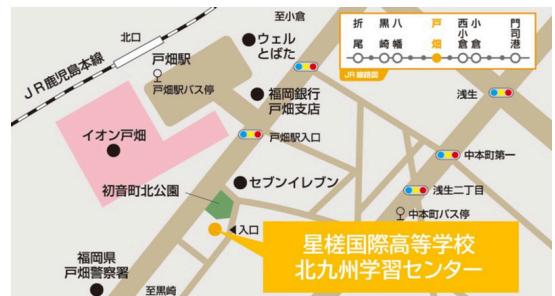 至小倉
折尾
黒崎
八幡
戸畑
西小倉
小倉
門司港
JR路線図
北口
JR鹿児島本線
戸畑駅
戸畑駅バス停
ウェル
とばた
福岡銀行
戸畑支店
浅生
イオン戸畑
戸畑駅入口
中本町第一
初音町北公園
セブンイレブン
浅生二丁目
中本町バス停
入口
星槎国際高等学校
北九州学習センター
福岡県
戸畑警察署
至黒崎